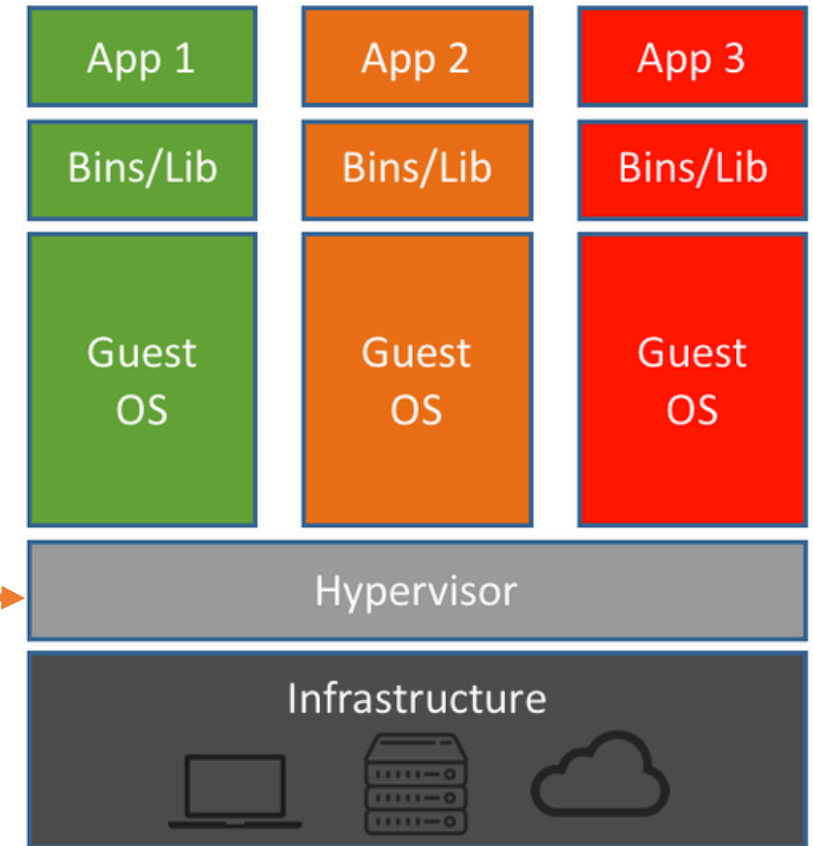 App 1
App 2
App 3
Bins/Lib
Bins/Lib
Bins/Lib
Guest
OS
Guest
OS
Guest
OS
Hypervisor
Infrastructure